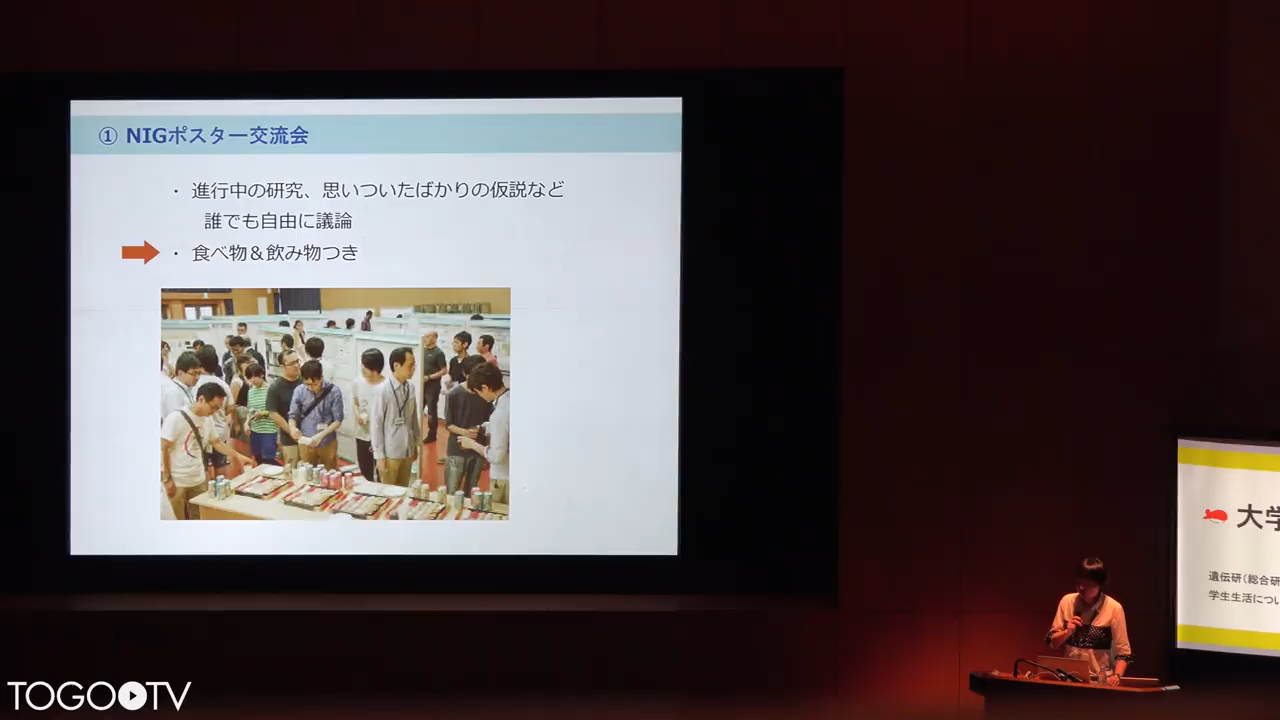 ① NIGポスター交流会
・ 進行中の研究、思いついたばかりの仮説など
誰でも自由に議論
・ 食べ物＆飲み物つき
大学
遺伝研（総合研
学生生活につい
TOGO TV